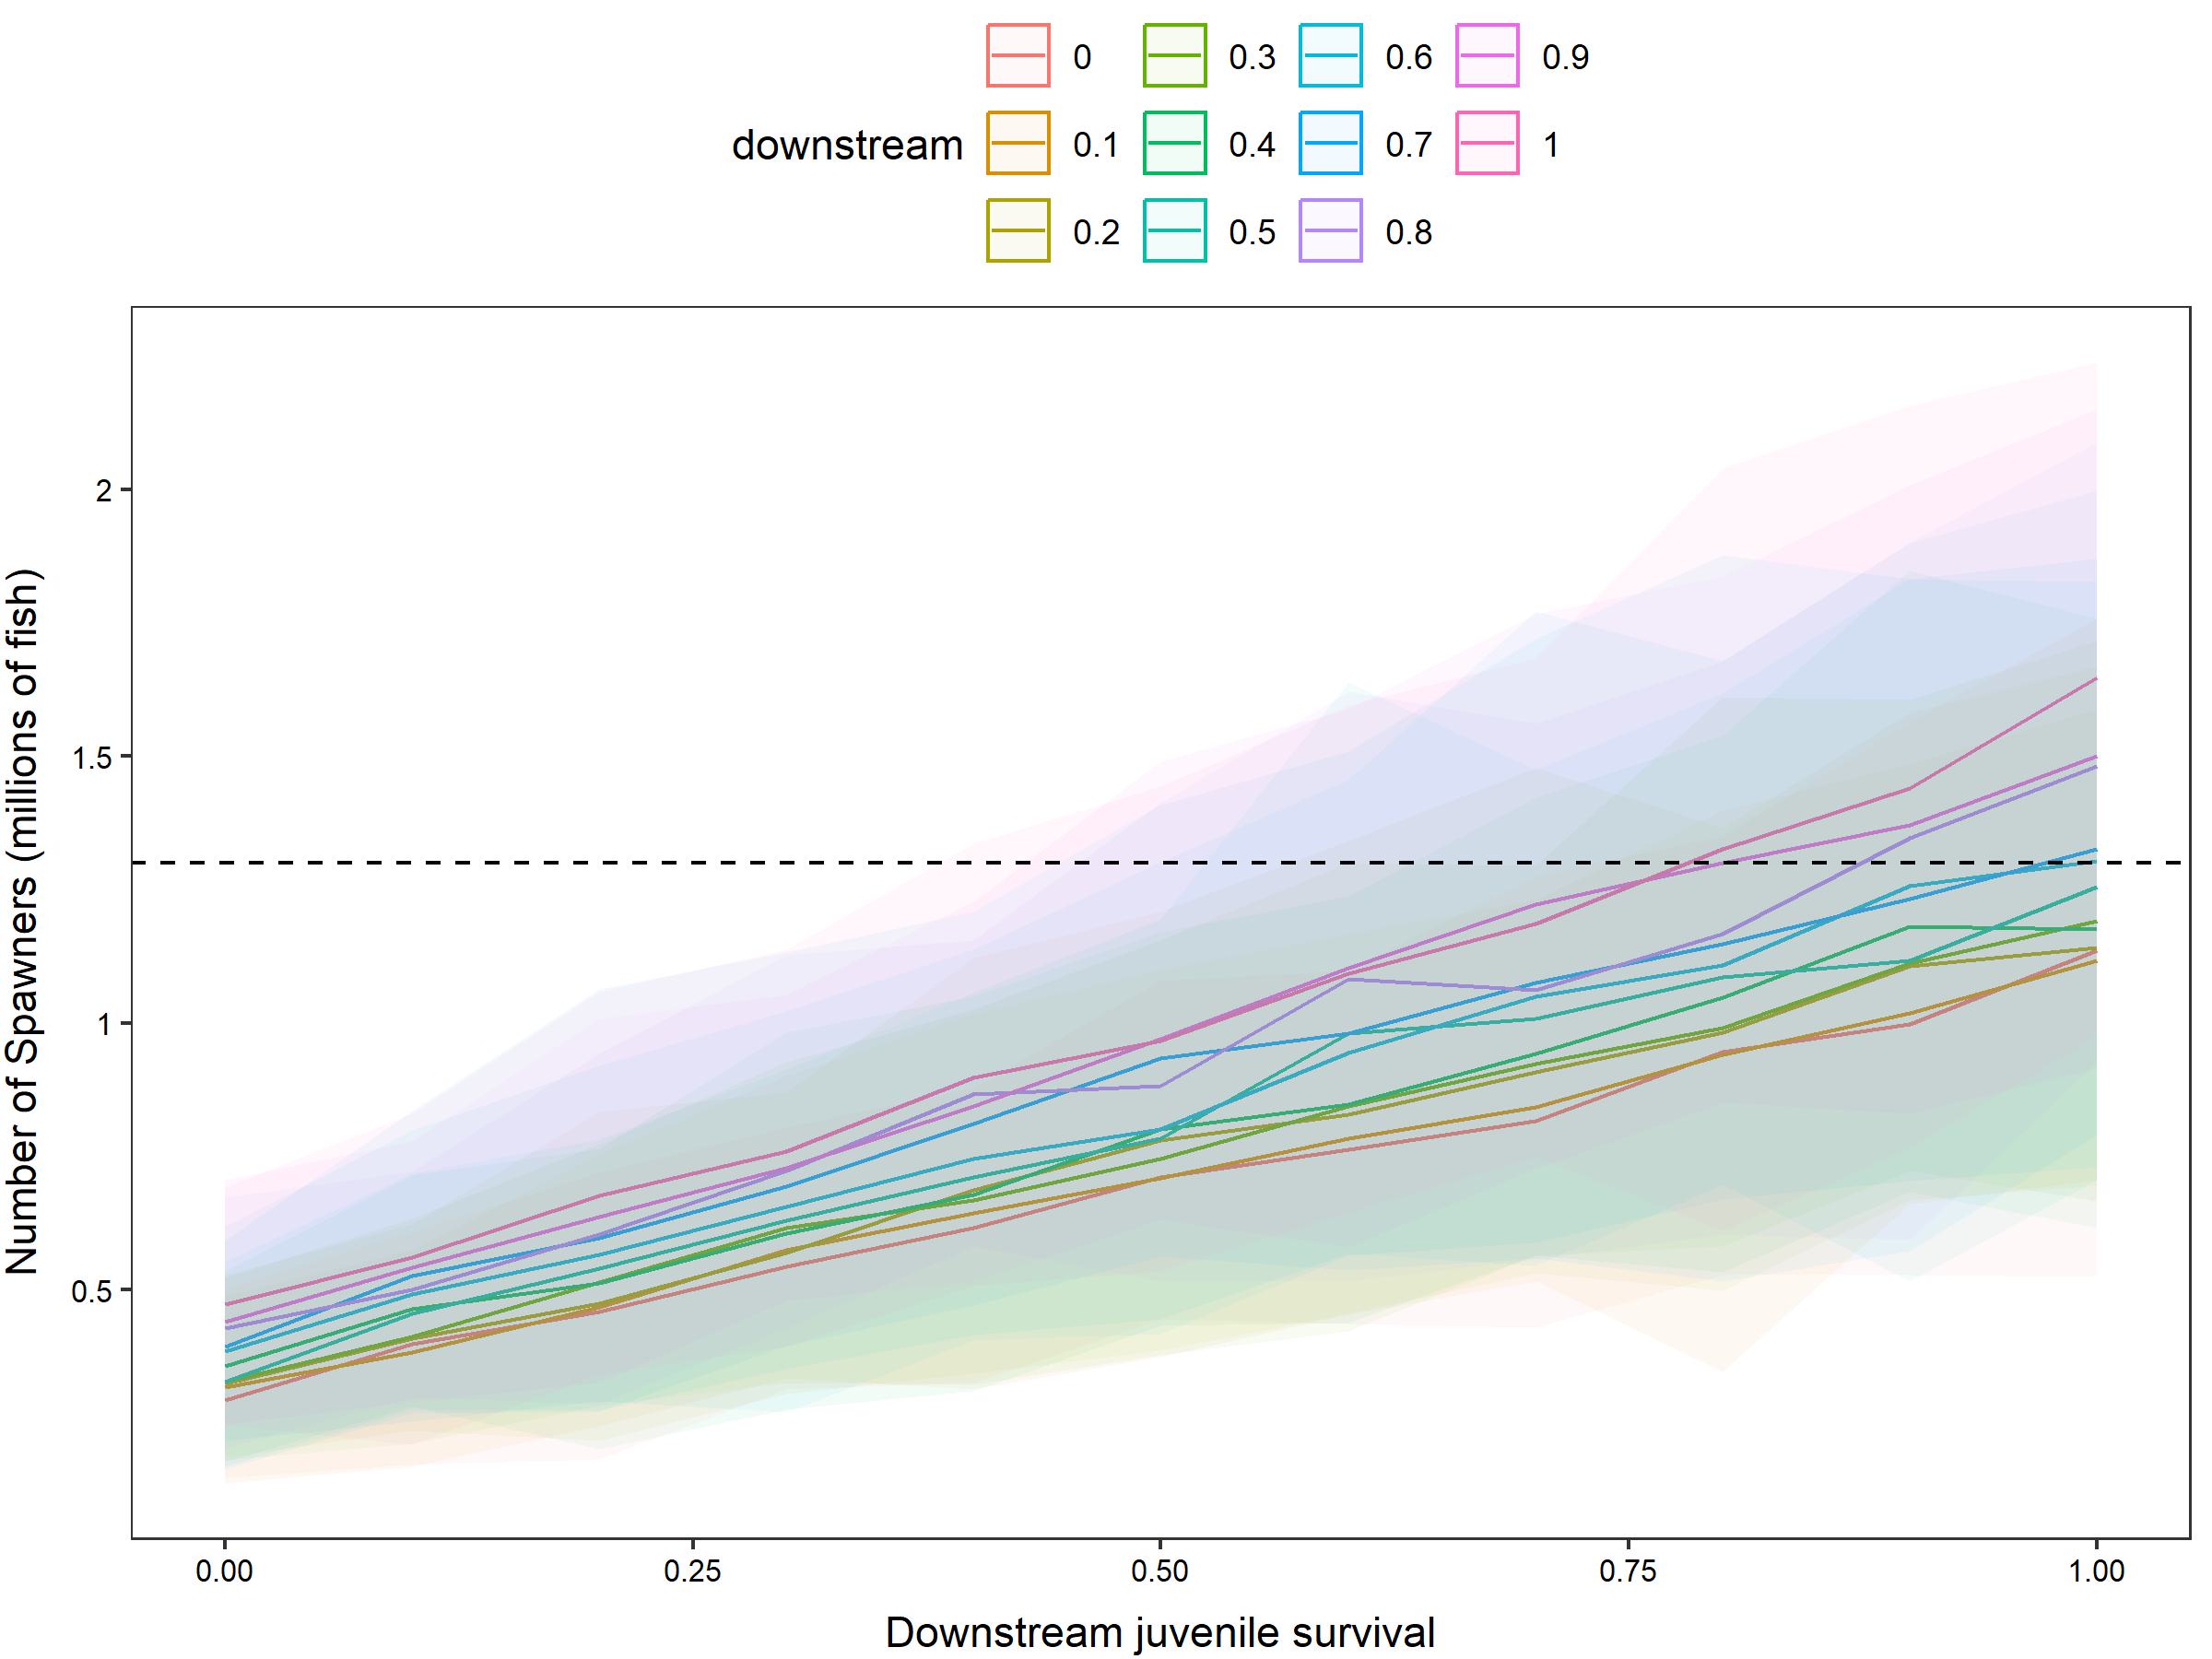 0 0.3 0.6 0.9
downstream 0.1 0.4 0.7 1
0.2 0.5 0.8
Number of Spawners (millions of fish)
2
1.5
1
0.5
0.00 0.25 0.50 0.75 1.00
Downstream juvenile survival